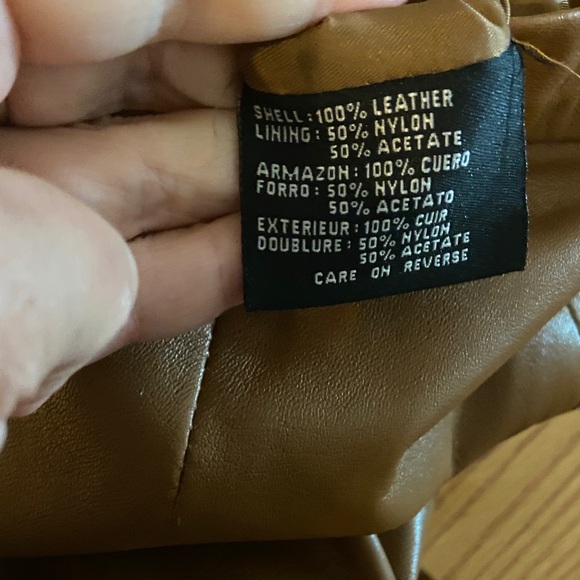 SHELL: 100% LEATHER
LINING: 50% NYLON
50% ACETATE
ARMAZON: 100% CUERO
FORRO: 50% NYLON
50% ACETATO
EXTERIEUR: 100% CUIR
DOUBLURE: 50% NYLON
50% ACETATE
CARE ON REVERSE